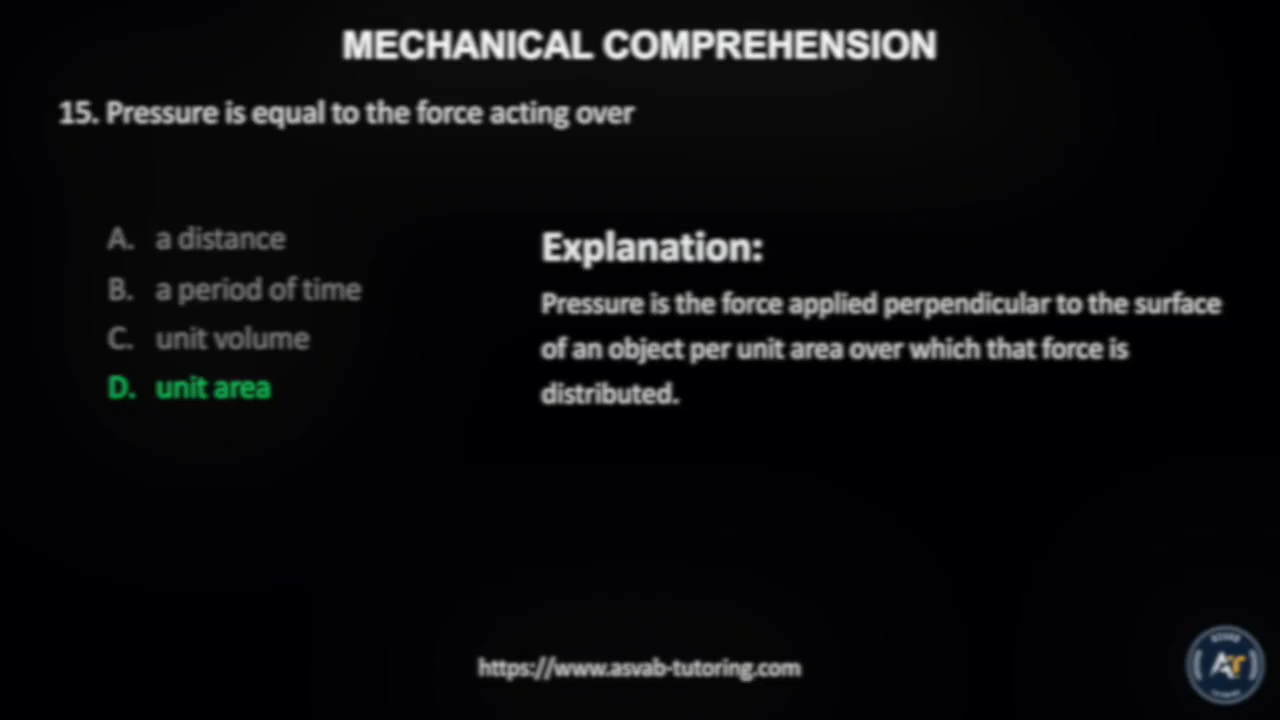 MECHANICAL COMPREHENSION
15. Pressure is equal to the force acting over
A. a distance
B. a period of time
C. unit volume
D. unit area
Explanation:
Pressure is the force applied perpendicular to the surface
of an object per unit area over which that force is
distributed.
https://www.asvab-tutoring.com